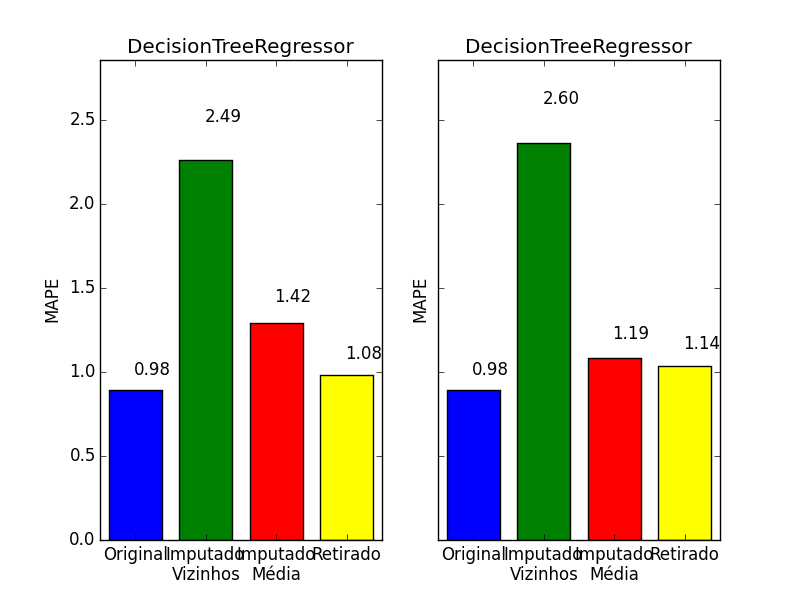 DecisionTreeRegressor
MAPE
2.5
2.0
1.5
1.0
0.5
0.0
0.98
2.49
1.42
1.08
Original
Imputado
Vizinhos
Imputado
Média
Retirado
DecisionTreeRegressor
MAPE
0.98
2.60
1.19
1.14
Original
Imputado
Vizinhos
Imputado
Média
Retirado